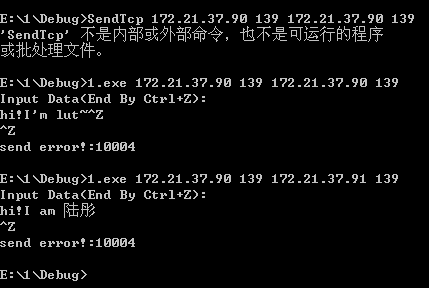 E:\1\Debug>SendTcp 172.21.37.90 139 172.21.37.90 139
'SendTcp' 不是内部或外部命令，也不是可运行的程序
或批处理文件。
E:\1\Debug>1.exe 172.21.37.90 139 172.21.37.90 139
Input Data(End By Ctrl+Z):
hi!I'm lut~^Z
^Z
send error!:10004
E:\1\Debug>1.exe 172.21.37.90 139 172.21.37.91 139
Input Data(End By Ctrl+Z):
hi!I am 陆彤
^Z
send error!:10004
E:\1\Debug>